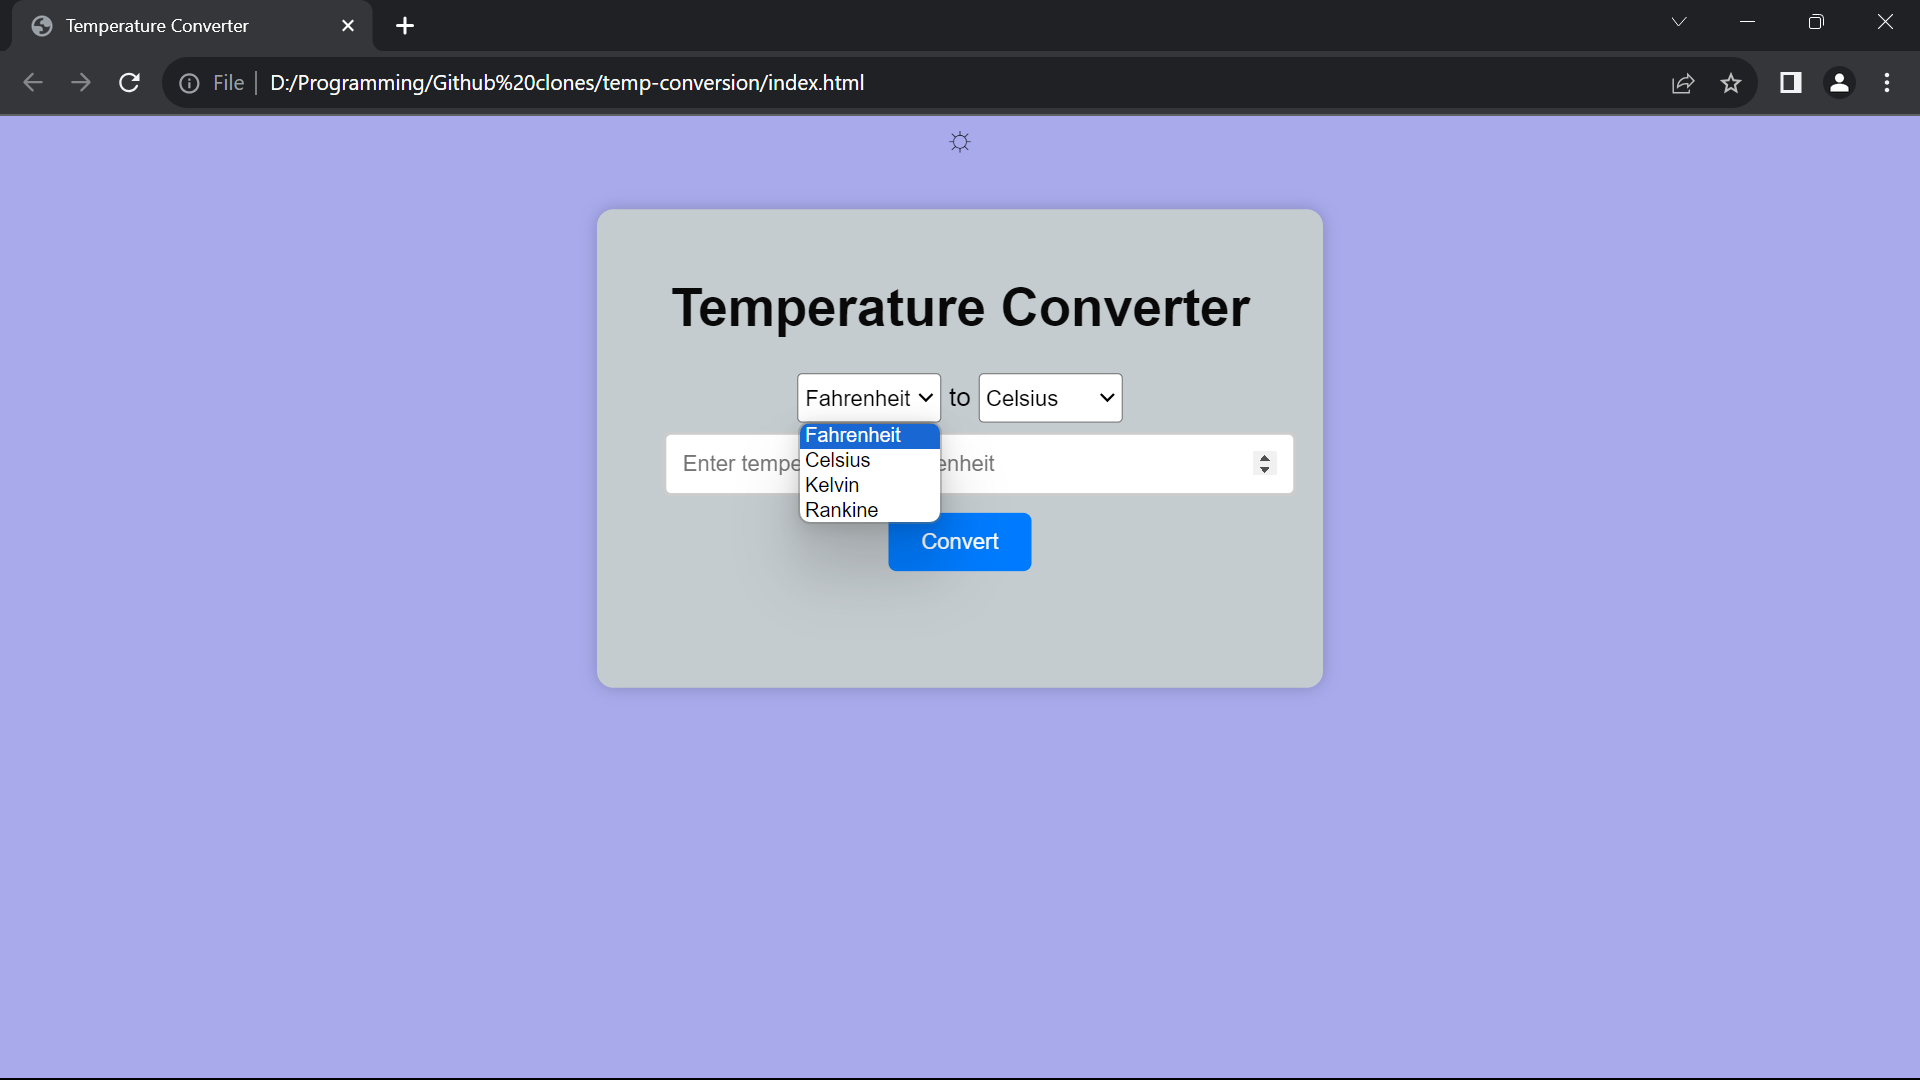 Temperature Converter
File D:/Programming/Github%20clones/temp-conversion/index.html
Temperature Converter
Fahrenheit to Celsius
Fahrenheit
Enter tempe enheit
Celsius
Kelvin
Rankine
Convert